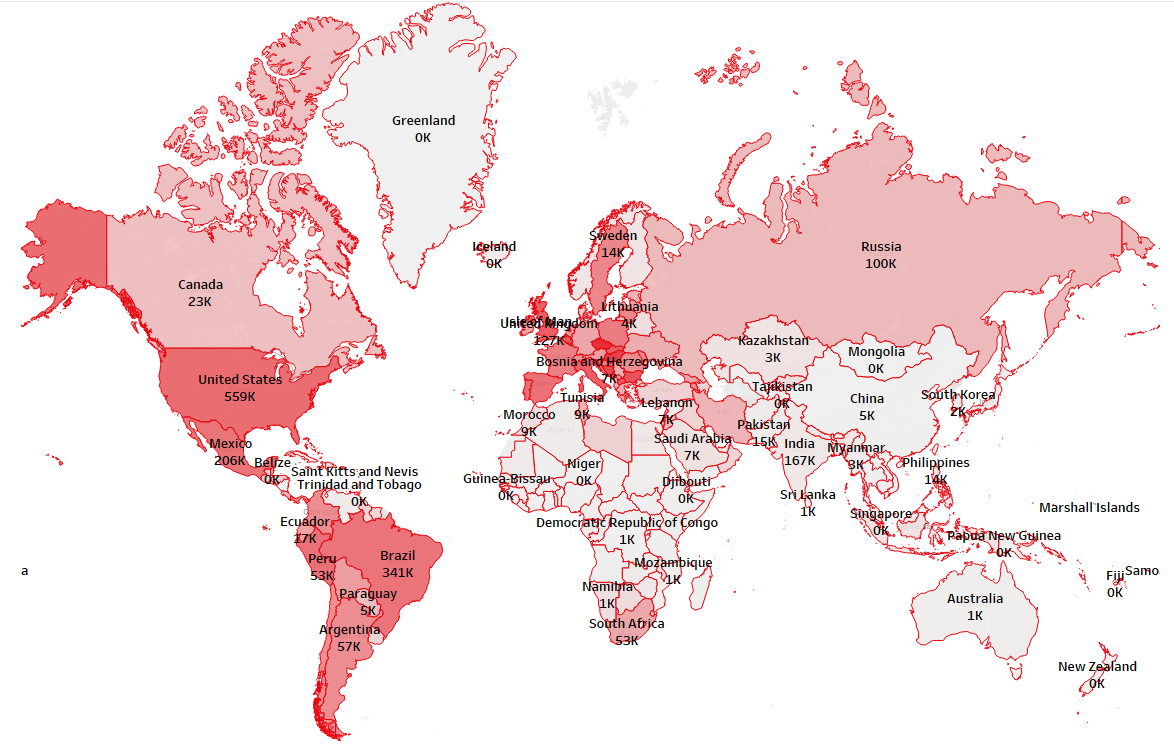 Greenland
0K
Iceland
0K
Sweden
14K
Russia
100K
Canada
23K
Lithuania
4K
Isle of Man
United Kingdom
127K
Kazakhstan
3K
Mongolia
0K
Bosnia and Herzegovina
7K
United States
559K
Tajikistan
0K
China
5K
South Korea
2K
Tunisia
9K
Lebanon
7K
Morocco
9K
Pakistan
15K
Saudi Arabia
7K
India
167K
Myanmar
3K
Mexico
206K
Belize
0K
Niger
0K
Philippines
14K
Saint Kitts and Nevis
Trinidad and Tobago
0K
Guinea-Bissau
0K
Djibouti
0K
Sri Lanka
1K
Marshall Islands
Singapore
0K
Ecuador
17K
Democratic Republic of Congo
1K
Papua New Guinea
0K
Brazil
341K
Peru
53K
Mozambique
1K
a
Samo
Fiji
0K
Namibia
1K
Paraguay
5K
Australia
1K
South Africa
53K
Argentina
57K
New Zealand
0K